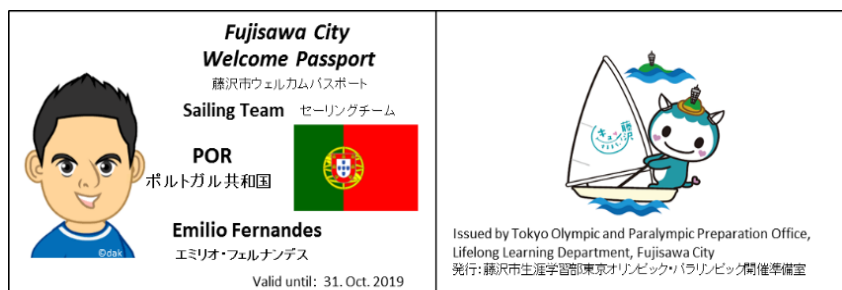 Fujisawa City
Welcome Passport
藤沢市ウェルカムパスポート
Sailing Team セーリングチーム
POR
ポルトガル共和国
Emilio Fernandes
エミリオ・フェルナンデス
©dak
Valid until: 31. Oct. 2019
キュン 藤沢
Issued by Tokyo Olympic and Paralympic Preparation Office,
Lifelong Learning Department, Fujisawa City
発行:藤沢市生涯学習部東京オリンピック・パラリンピック開催準備室